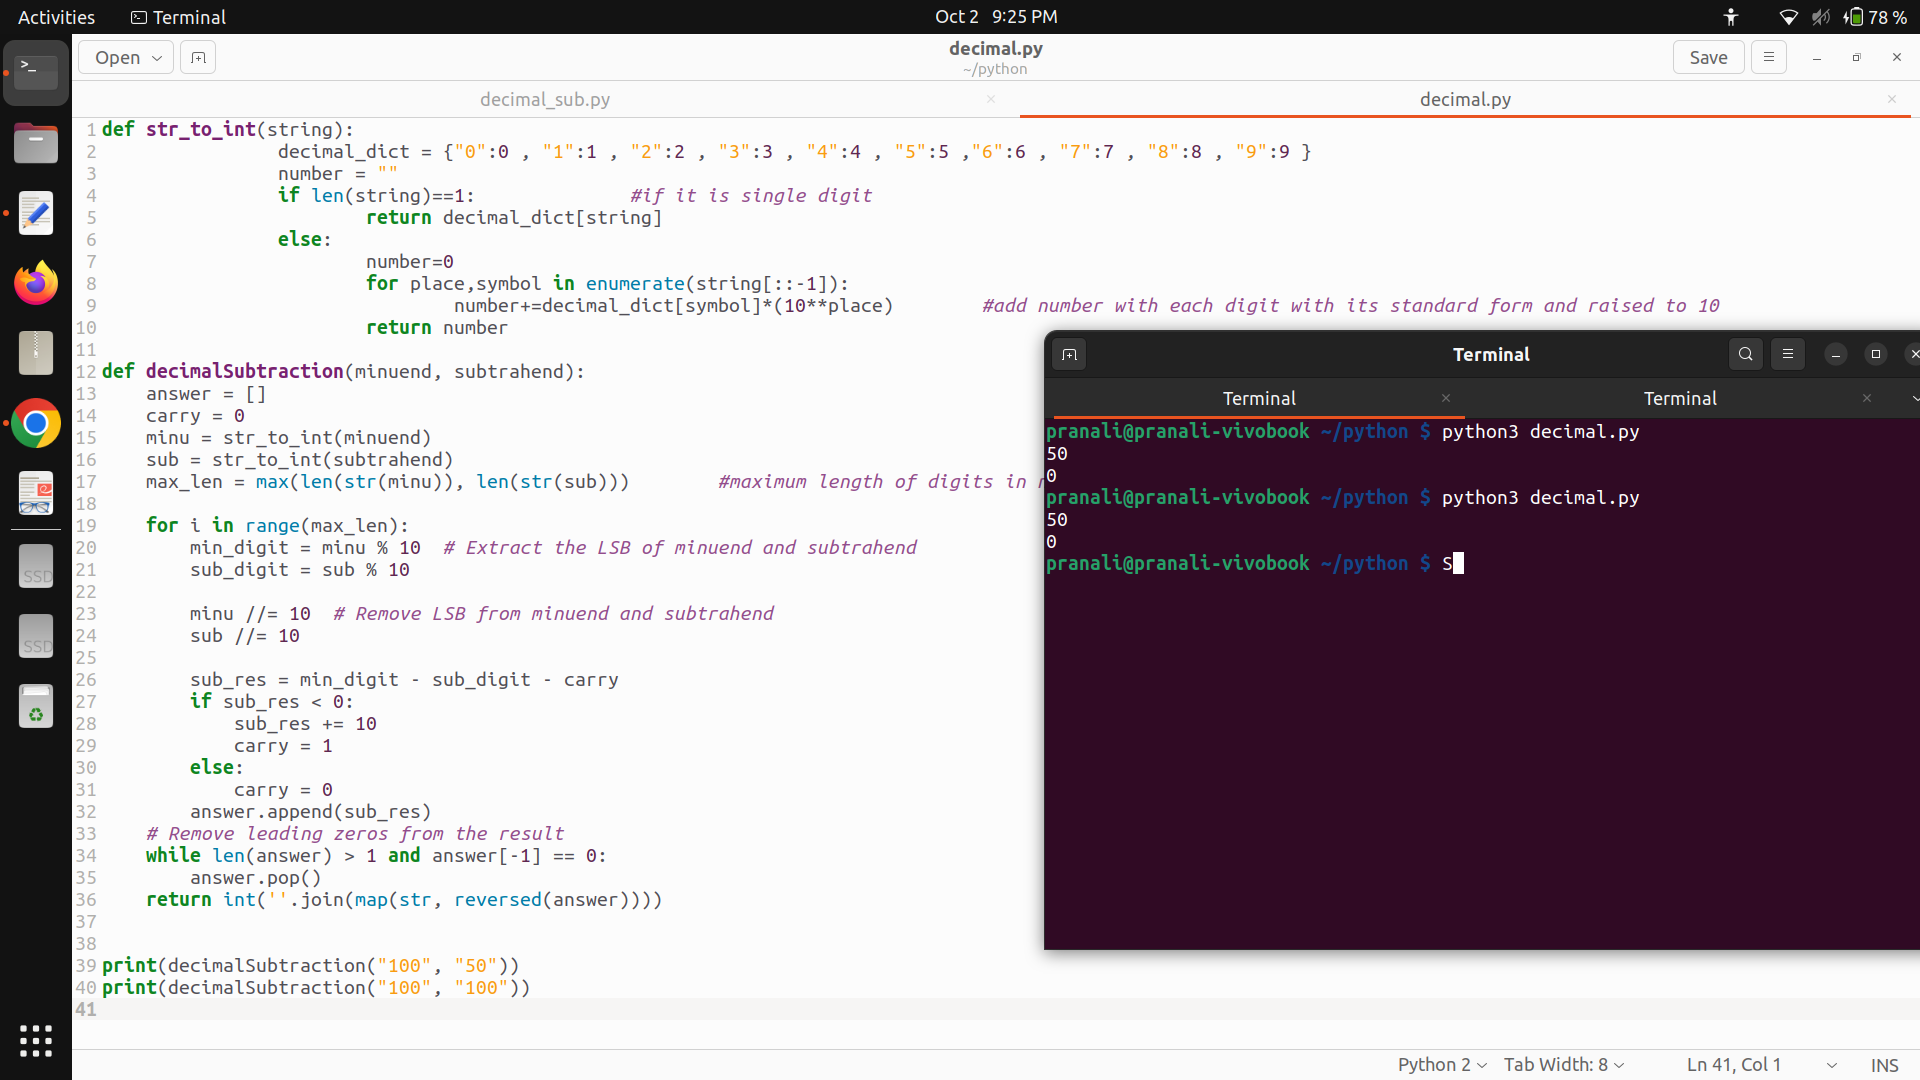 Activities Terminal Oct 2 9:25 PM 78 %
Open decimal.py Save
~/python
decimal_sub.py decimal.py
1 def str_to_int(string):
2 decimal_dict = {"0":0 , "1":1 , "2":2 , "3":3 , "4":4 , "5":5 ,"6":6 , "7":7 , "8":8 , "9":9 }
3 number = ""
4 if len(string)==1: #if it is single digit
5 return decimal_dict[string]
6 else:
7 number=0
8 for place,symbol in enumerate(string[::-1]):
9 number+=decimal_dict[symbol]*(10**place) #add number with each digit with its standard form and raised to 10
10 return number
11
12 def decimalSubtraction(minuend, subtrahend):
13 answer = []
14 carry = 0
15 minu = str_to_int(minuend)
16 sub = str_to_int(subtrahend)
17 max_len = max(len(str(minu)), len(str(sub))) #maximum length of digits in
18
19 for i in range(max_len):
20 min_digit = minu % 10 # Extract the LSB of minuend and subtrahend
21 sub_digit = sub % 10
22
23 minu //= 10 # Remove LSB from minuend and subtrahend
24 sub //= 10
25
26 sub_res = min_digit - sub_digit - carry
27 if sub_res < 0:
28 sub_res += 10
29 carry = 1
30 else:
31 carry = 0
32 answer.append(sub_res)
33 # Remove leading zeros from the result
34 while len(answer) > 1 and answer[-1] == 0:
35 answer.pop()
36 return int(''.join(map(str, reversed(answer))))
37
38
39 print(decimalSubtraction("100", "50"))
40 print(decimalSubtraction("100", "100"))
41
Terminal
Terminal Terminal
pranali@pranali-vivobook ~/python $ python3 decimal.py
50
0
pranali@pranali-vivobook ~/python $ python3 decimal.py
50
0
pranali@pranali-vivobook ~/python $ S
SSD
SSD
Python 2 Tab Width: 8 Ln 41, Col 1 INS